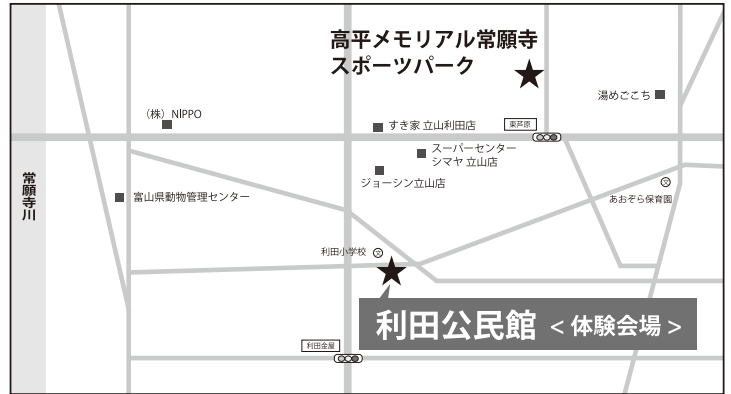 高平メモリアル常願寺
スポーツパーク
湯めごこち
（株）NIPPO
すき家 立山利田店
東芦原
スーパーセンター
シマヤ 立山店
ジョーシン立山店
常願寺川
富山県動物管理センター
文
あおぞら保育園
利田小学校
文
利田公民館 < 体験会場 >
利田金屋